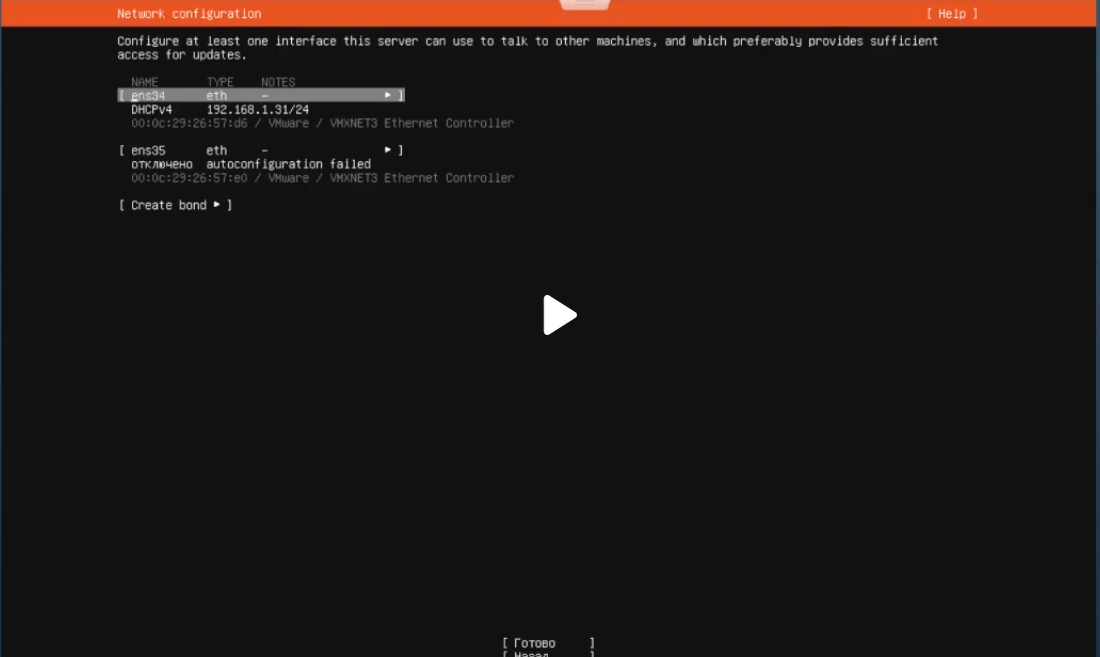 Network configuration [ Help ]
Configure at least one interface this server can use to talk to other machines, and which preferably provides sufficient
access for updates.
NAME TYPE NOTES
[ ens34 eth – ▸ ]
DHCPv4 192.168.1.31/24
00:0c:29:26:57:d6 / VMware / VMXNET3 Ethernet Controller
[ ens35 eth – ▸ ]
отключено autoconfiguration failed
00:0c:29:26:57:e0 / VMware / VMXNET3 Ethernet Controller
[ Create bond ▸ ]
[ Готово ]
[ Назад ]